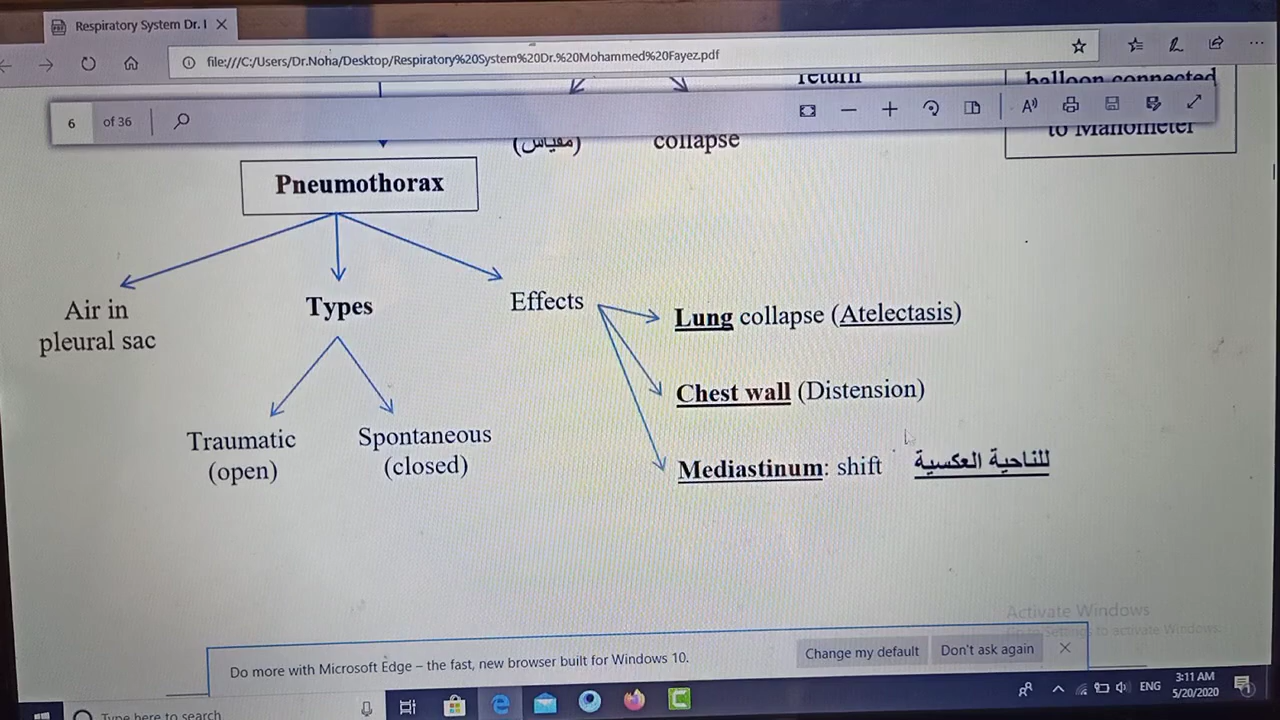 Respiratory System Dr. I
file:///C:/Users/Dr.Noha/Desktop/Respiratory%20System%20Dr.%20Mohammed%20Fayez.pdf
return
balloon connected
6 of 36
to Manometer
(مقياس)
collapse
Pneumothorax
Air in
pleural sac
Types
Effects
Lung collapse (Atelectasis)
Chest wall (Distension)
Traumatic
(open)
Spontaneous
(closed)
Mediastinum: shift للناحية العكسية
Activate Windows
to activate Windows.
Do more with Microsoft Edge – the fast, new browser built for Windows 10.
Change my default
Don't ask again
Type here to search
ENG
3:11 AM
5/20/2020